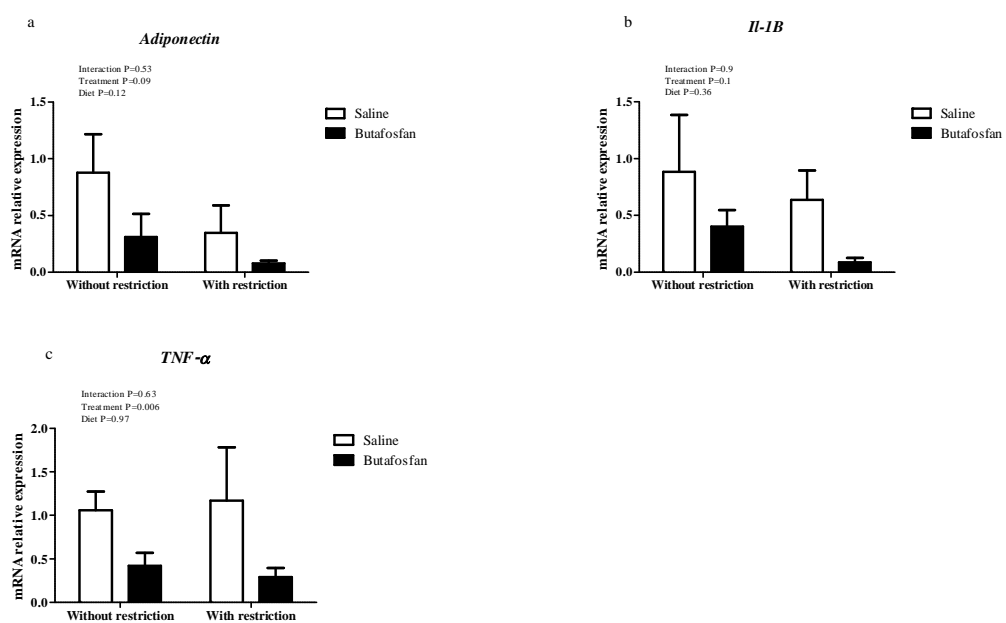 a
Adiponectin
Interaction P=0.53
Treatment P=0.09
Diet P=0.12
mRNA relative expression
1.5
1.0
0.5
0.0
Without restriction
With restriction
Saline
Butafosfan
b
Il-1B
Interaction P=0.9
Treatment P=0.1
Diet P=0.36
mRNA relative expression
1.5
1.0
0.5
0.0
Without restriction
With restriction
Saline
Butafosfan
c
TNF-α
Interaction P=0.63
Treatment P=0.006
Diet P=0.97
mRNA relative expression
2.0
1.5
1.0
0.5
0.0
Without restriction
With restriction
Saline
Butafosfan